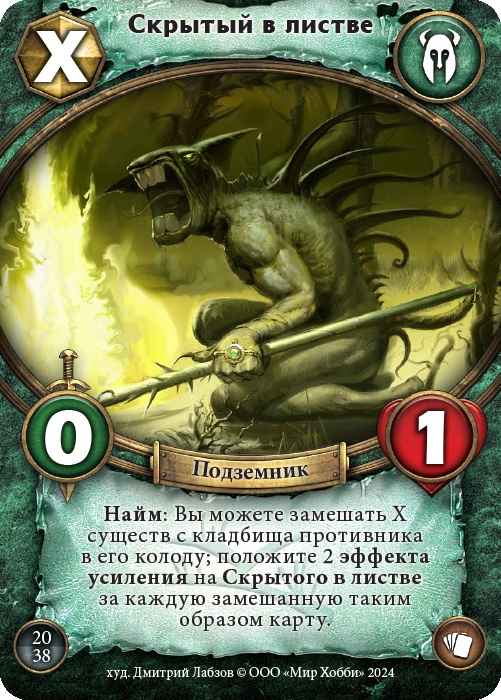 Скрытый в листве
X
0
1
Подземник
Найм: Вы можете замешать X
существ с кладбища противника
в его колоду; положите 2 эффекта
усиления на Скрытого в листве
за каждую замешанную таким
образом карту.
20
38
худ. Дмитрий Лабзов © ООО «Мир Хобби» 2024